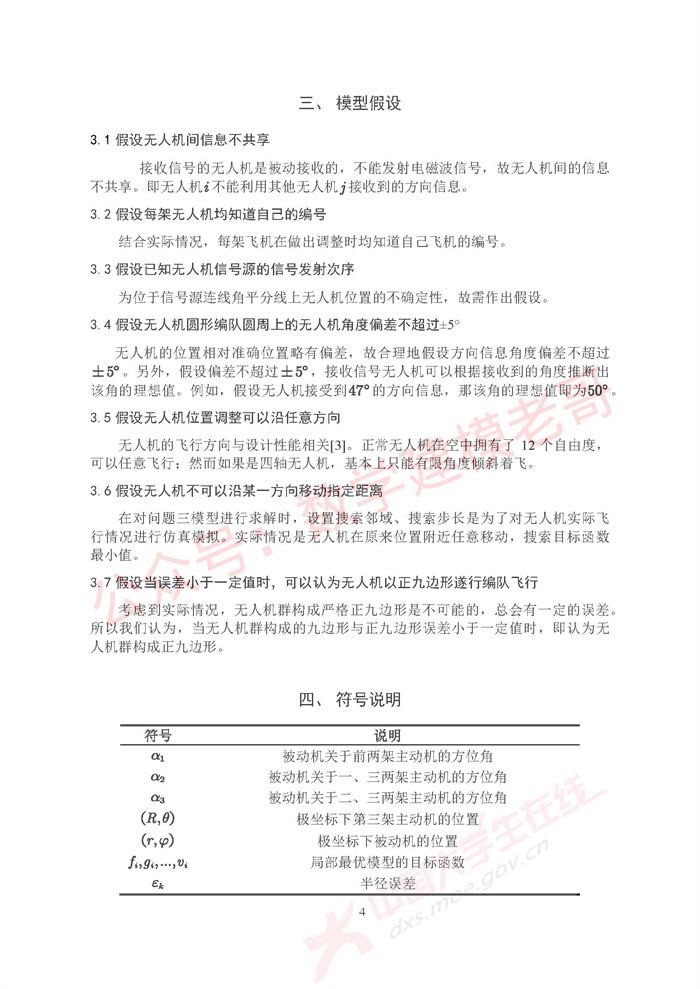 三、 模型假设
3.1 假设无人机间信息不共享
接收信号的无人机是被动接收的，不能发射电磁波信号，故无人机间的信息
不共享。即无人机i不能利用其他无人机j接收到的方向信息。
3.2 假设每架无人机均知道自己的编号
结合实际情况，每架飞机在做出调整时均知道自己飞机的编号。
3.3 假设已知无人机信号源的信号发射次序
为位于信号源连线角平分线上无人机位置的不确定性，故需作出假设。
3.4 假设无人机圆形编队圆周上的无人机角度偏差不超过±5°
无人机的位置相对准确位置略有偏差，故合理地假设方向信息角度偏差不超过
±5°。另外，假设偏差不超过±5°，接收信号无人机可以根据接收到的角度推断出
该角的理想值。例如，假设无人机接受到47°的方向信息，那该角的理想值即为50°。
3.5 假设无人机位置调整可以沿任意方向
无人机的飞行方向与设计性能相关[3]。正常无人机在空中拥有了 12 个自由度，
可以任意飞行；然而如果是四轴无人机，基本上只能有限角度倾斜着飞。
3.6 假设无人机不可以沿某一方向移动指定距离
在对问题三模型进行求解时，设置搜索邻域、搜索步长是为了对无人机实际飞
行情况进行仿真模拟。实际情况是无人机在原来位置附近任意移动，搜索目标函数
最小值。
3.7 假设当误差小于一定值时，可以认为无人机以正九边形遂行编队飞行
考虑到实际情况，无人机群构成严格正九边形是不可能的，总会有一定的误差。
所以我们认为，当无人机群构成的九边形与正九边形误差小于一定值时，即认为无
人机群构成正九边形。
四、 符号说明
符号 说明
α₁ 被动机关于前两架主动机的方位角
α₂ 被动机关于一、三两架主动机的方位角
α₃ 被动机关于二、三两架主动机的方位角
(R,θ) 极坐标下第三架主动机的位置
(r,φ) 极坐标下被动机的位置
fᵢ,gᵢ,...,vᵢ 局部最优模型的目标函数
εₖ 半径误差
4
公众号：数学建模老哥
中国大学生在线
dxs.moe.gov.cn